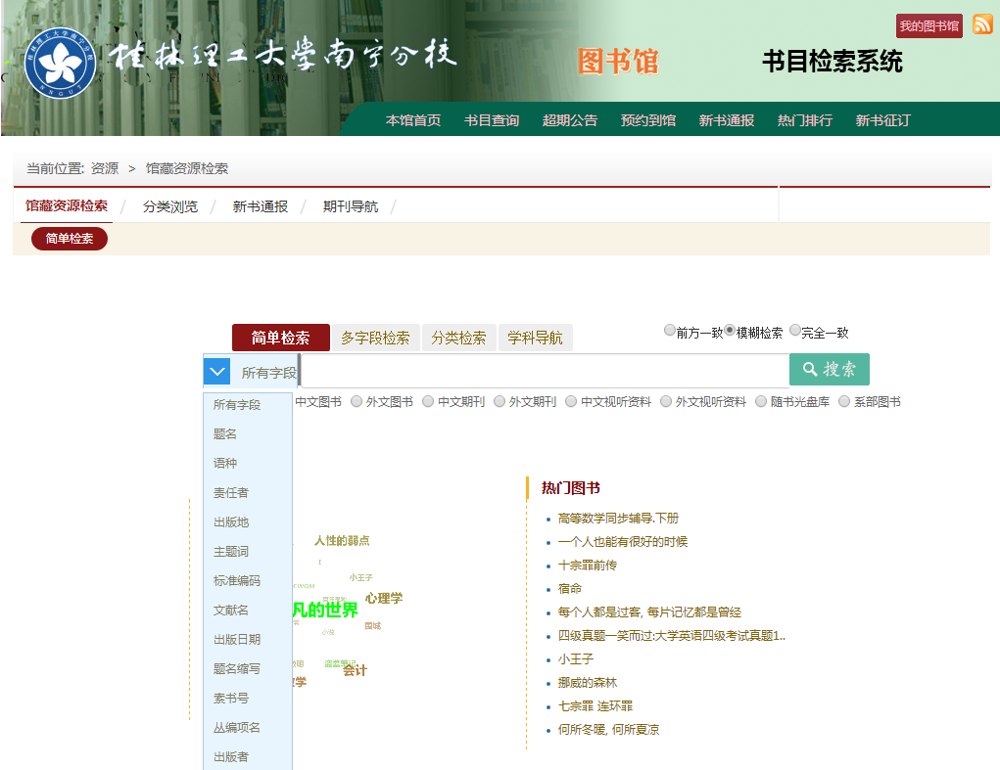 我的图书馆
桂林理工大学南宁分校
图书馆
书目检索系统
本馆首页 书目查询 超期公告 预约到馆 新书通报 热门排行 新书征订
当前位置: 资源 > 馆藏资源检索
馆藏资源检索 / 分类浏览 / 新书通报 / 期刊导航 /
简单检索
简单检索 多字段检索 分类检索 学科导航 前方一致 模糊检索 完全一致
所有字段 搜索
中文图书 外文图书 中文期刊 外文期刊 中文视听资料 外文视听资料 随书光盘库 系部图书
所有字段
题名
语种
责任者
出版地
主题词
标准编码
文献名
出版日期
题名缩写
索书号
丛编项名
出版者
人性的弱点
小王子
心理学
凡的世界
围城
小说
盗墓笔记
会计
学
热门图书
高等数学同步辅导.下册
一个人也能有很好的时候
十宗罪前传
宿命
每个人都是过客, 每片记忆都是曾经
四级真题一笑而过:大学英语四级考试真题1..
小王子
挪威的森林
七宗罪 连环罪
何所冬暖, 何所夏凉